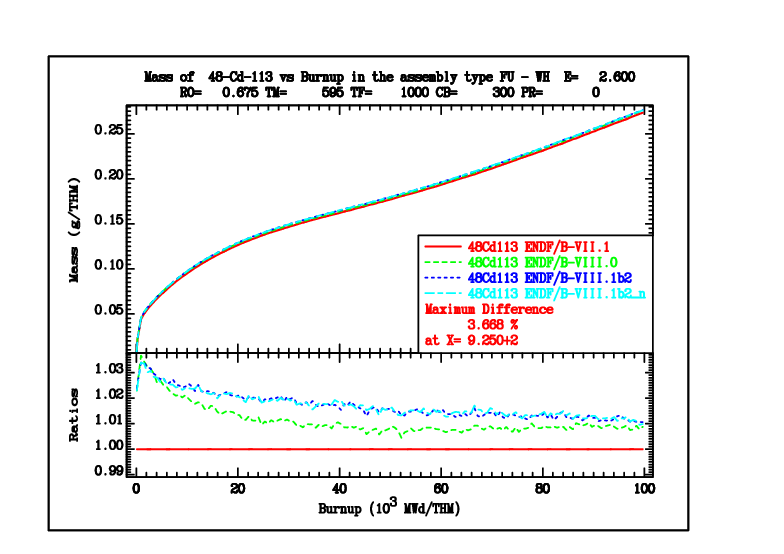 Mass of 48-Cd-113 vs Burnup in the assembly type FU - WH E= 2.600
RO= 0.675 TM= 595 TF= 1000 CB= 300 PR= 0
0.25
0.20
0.15
0.10
0.05
Mass (g/THM)
48Cd113 ENDF/B-VII.1
48Cd113 ENDF/B-VIII.0
48Cd113 ENDF/B-VIII.1b2
48Cd113 ENDF/B-VIII.1b2_n
Maximum Difference
3.668 %
at X= 9.250+2
1.03
1.02
1.01
1.00
0.99
Ratios
0 20 40 60 80 100
Burnup (10³ MWd/THM)